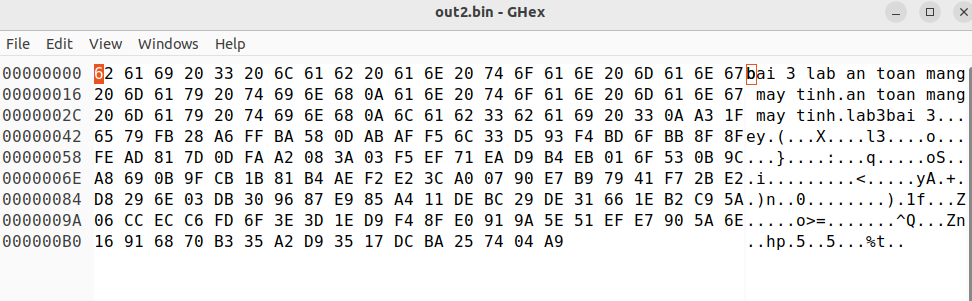 out2.bin - GHex
File Edit View Windows Help
00000000 62 61 69 20 33 20 6C 61 62 20 61 6E 20 74 6F 61 6E 20 6D 61 6E 67 bai 3 lab an toan mang
00000016 20 6D 61 79 20 74 69 6E 68 0A 61 6E 20 74 6F 61 6E 20 6D 61 6E 67 may tinh.an toan mang
0000002C 20 6D 61 79 20 74 69 6E 68 0A 6C 61 62 33 62 61 69 20 33 0A A3 1F may tinh.lab3bai 3...
00000042 65 79 FB 28 A6 FF BA 58 0D AB AF F5 6C 33 D5 93 F4 BD 6F BB 8F 8F ey.(...X....l3....o...
00000058 FE AD 81 7D 0D FA A2 08 3A 03 F5 EF 71 EA D9 B4 EB 01 6F 53 0B 9C ...}....:...q.....oS..
0000006E A8 69 0B 9F CB 1B 81 B4 AE F2 E2 3C A0 07 90 E7 B9 79 41 F7 2B E2 .i.........<.....yA.+.
00000084 D8 29 6E 03 DB 30 96 87 E9 85 A4 11 DE BC 29 DE 31 66 1E B2 C9 5A .)n..0........).1f...Z
0000009A 06 CC EC C6 FD 6F 3E 3D 1E D9 F4 8F E0 91 9A 5E 51 EF E7 90 5A 6E .....o>=.......^Q...Zn
000000B0 16 91 68 70 B3 35 A2 D9 35 17 DC BA 25 74 04 A9 ..hp.5..5...%t..